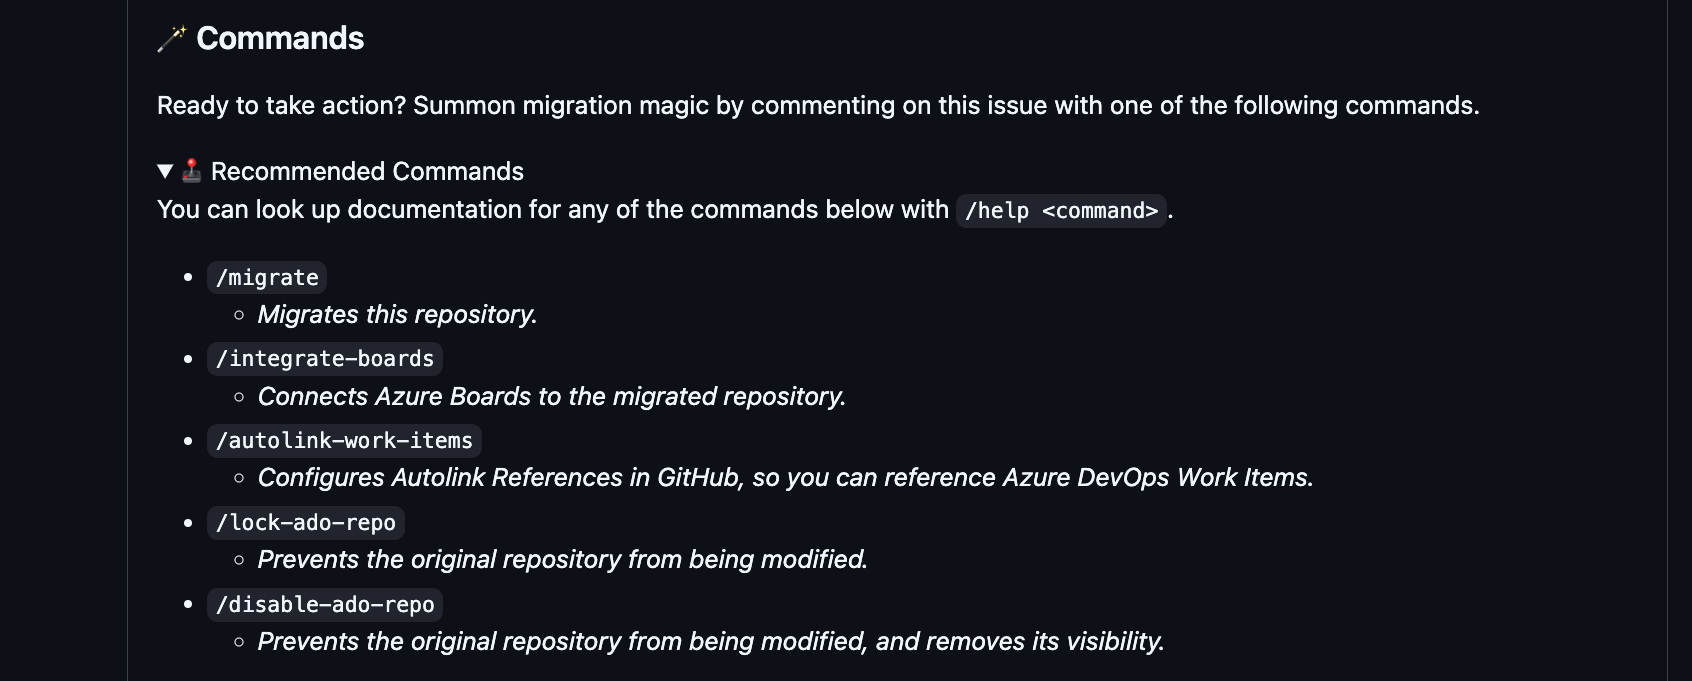 Commands
Ready to take action? Summon migration magic by commenting on this issue with one of the following commands.
Recommended Commands
You can look up documentation for any of the commands below with /help <command>.
/migrate
Migrates this repository.
/integrate-boards
Connects Azure Boards to the migrated repository.
/autolink-work-items
Configures Autolink References in GitHub, so you can reference Azure DevOps Work Items.
/lock-ado-repo
Prevents the original repository from being modified.
/disable-ado-repo
Prevents the original repository from being modified, and removes its visibility.